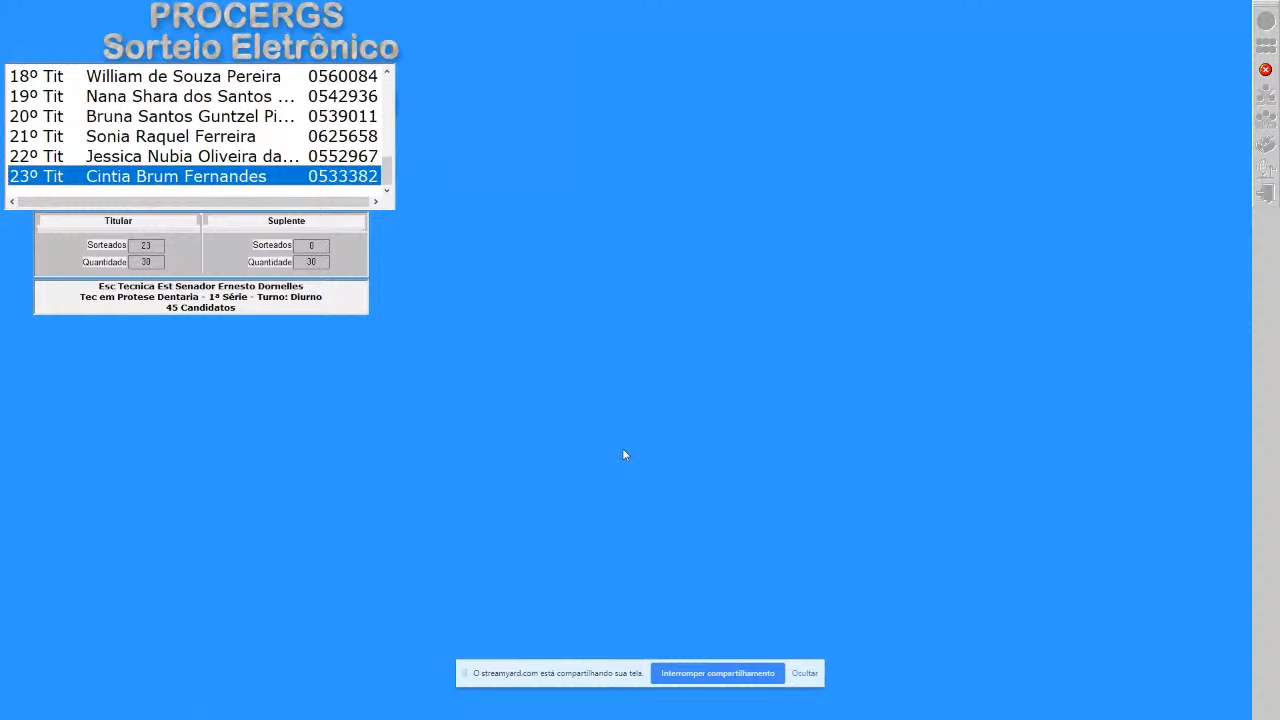 PROCERGS
Sorteio Eletrônico
18º Tit William de Souza Pereira 0560084
19º Tit Nana Shara dos Santos ... 0542936
20º Tit Bruna Santos Guntzel Pi... 0539011
21º Tit Sonia Raquel Ferreira 0625658
22º Tit Jessica Nubia Oliveira da... 0552967
23º Tit Cintia Brum Fernandes 0533382
Titular Suplente
Sorteados 23 Sorteados 0
Quantidade 30 Quantidade 30
Esc Tecnica Est Senador Ernesto Dornelles
Tec em Protese Dentaria - 1ª Série - Turno: Diurno
45 Candidatos
O streamyard.com está compartilhando sua tela. Interromper compartilhamento Ocultar